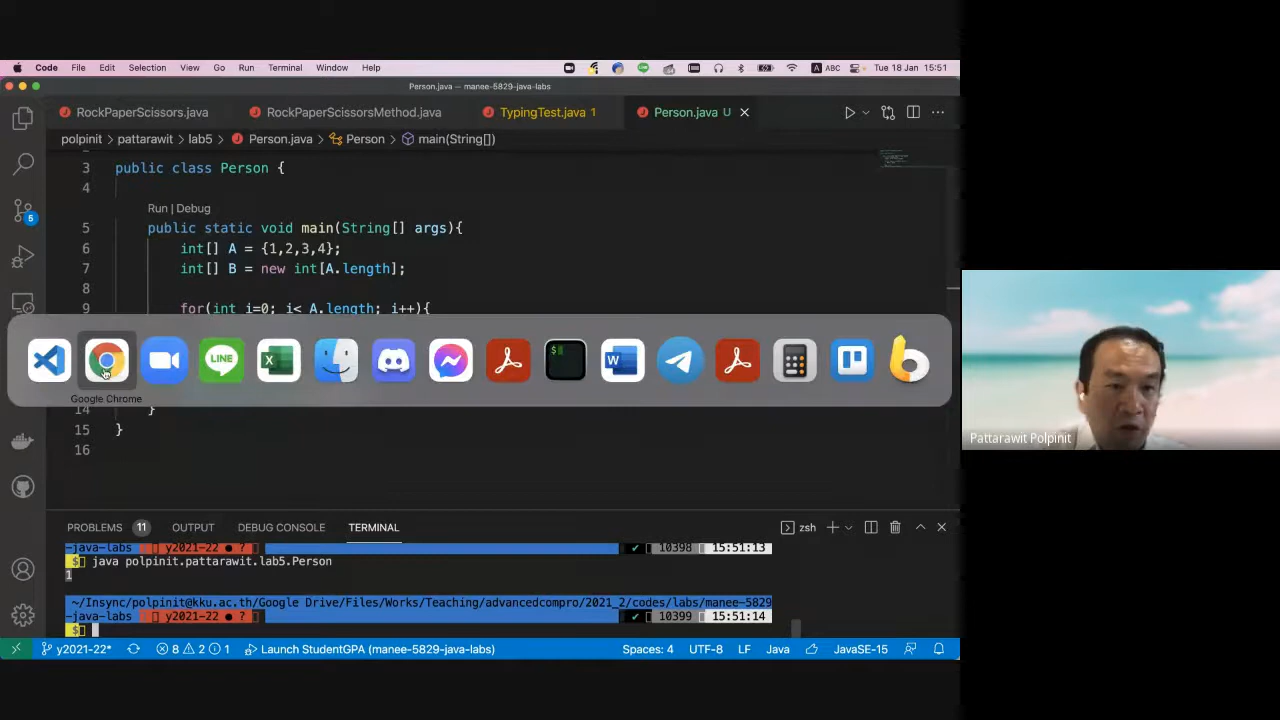 Code File Edit Selection View Go Run Terminal Window Help ABC Tue 18 Jan 15:51
Person.java — manee-5829-java-labs
RockPaperScissors.java RockPaperScissorsMethod.java TypingTest.java 1 Person.java U
polpinit > pattarawit > lab5 > Person.java > Person > main(String[])
3 public class Person {
4
Run | Debug
5 public static void main(String[] args){
6 int[] A = {1,2,3,4};
7 int[] B = new int[A.length];
8
9 for(int i=0; i< A.length; i++){
LINE
Google Chrome
14 }
15 }
16
Pattarawit Polpinit
PROBLEMS 11 OUTPUT DEBUG CONSOLE TERMINAL zsh
-java-labs y2021-22 ● ? ✔ 10398 15:51:13
$ java polpinit.pattarawit.lab5.Person
1
~/Insync/polpinit@kku.ac.th/Google Drive/Files/Works/Teaching/advancedcompro/2021_2/codes/labs/manee-5829
-java-labs y2021-22 ● ? ✔ 10399 15:51:14
$
y2021-22* 8 2 1 Launch StudentGPA (manee-5829-java-labs) Spaces: 4 UTF-8 LF Java JavaSE-15
5